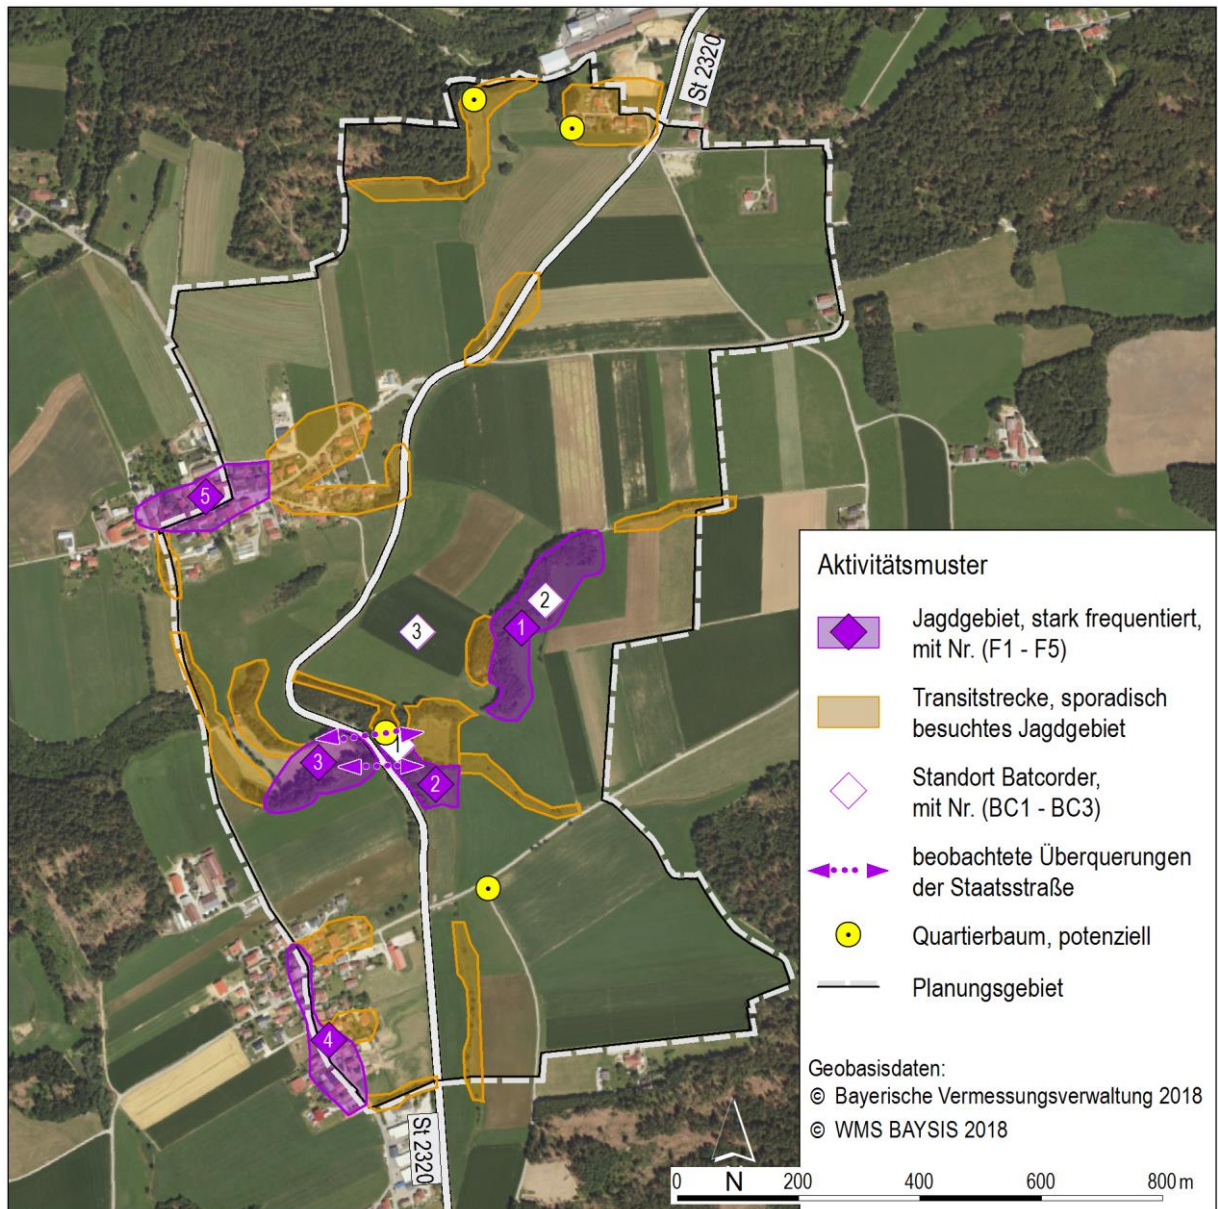 St 2320
5
2
3
1
1
3
2
4
St 2320
Aktivitätsmuster
Jagdgebiet, stark frequentiert,
mit Nr. (F1 - F5)
Transitstrecke, sporadisch
besuchtes Jagdgebiet
Standort Batcorder,
mit Nr. (BC1 - BC3)
beobachtete Überquerungen
der Staatsstraße
Quartierbaum, potenziell
Planungsgebiet
Geobasisdaten:
© Bayerische Vermessungsverwaltung 2018
© WMS BAYSIS 2018
N
0 200 400 600 800 m